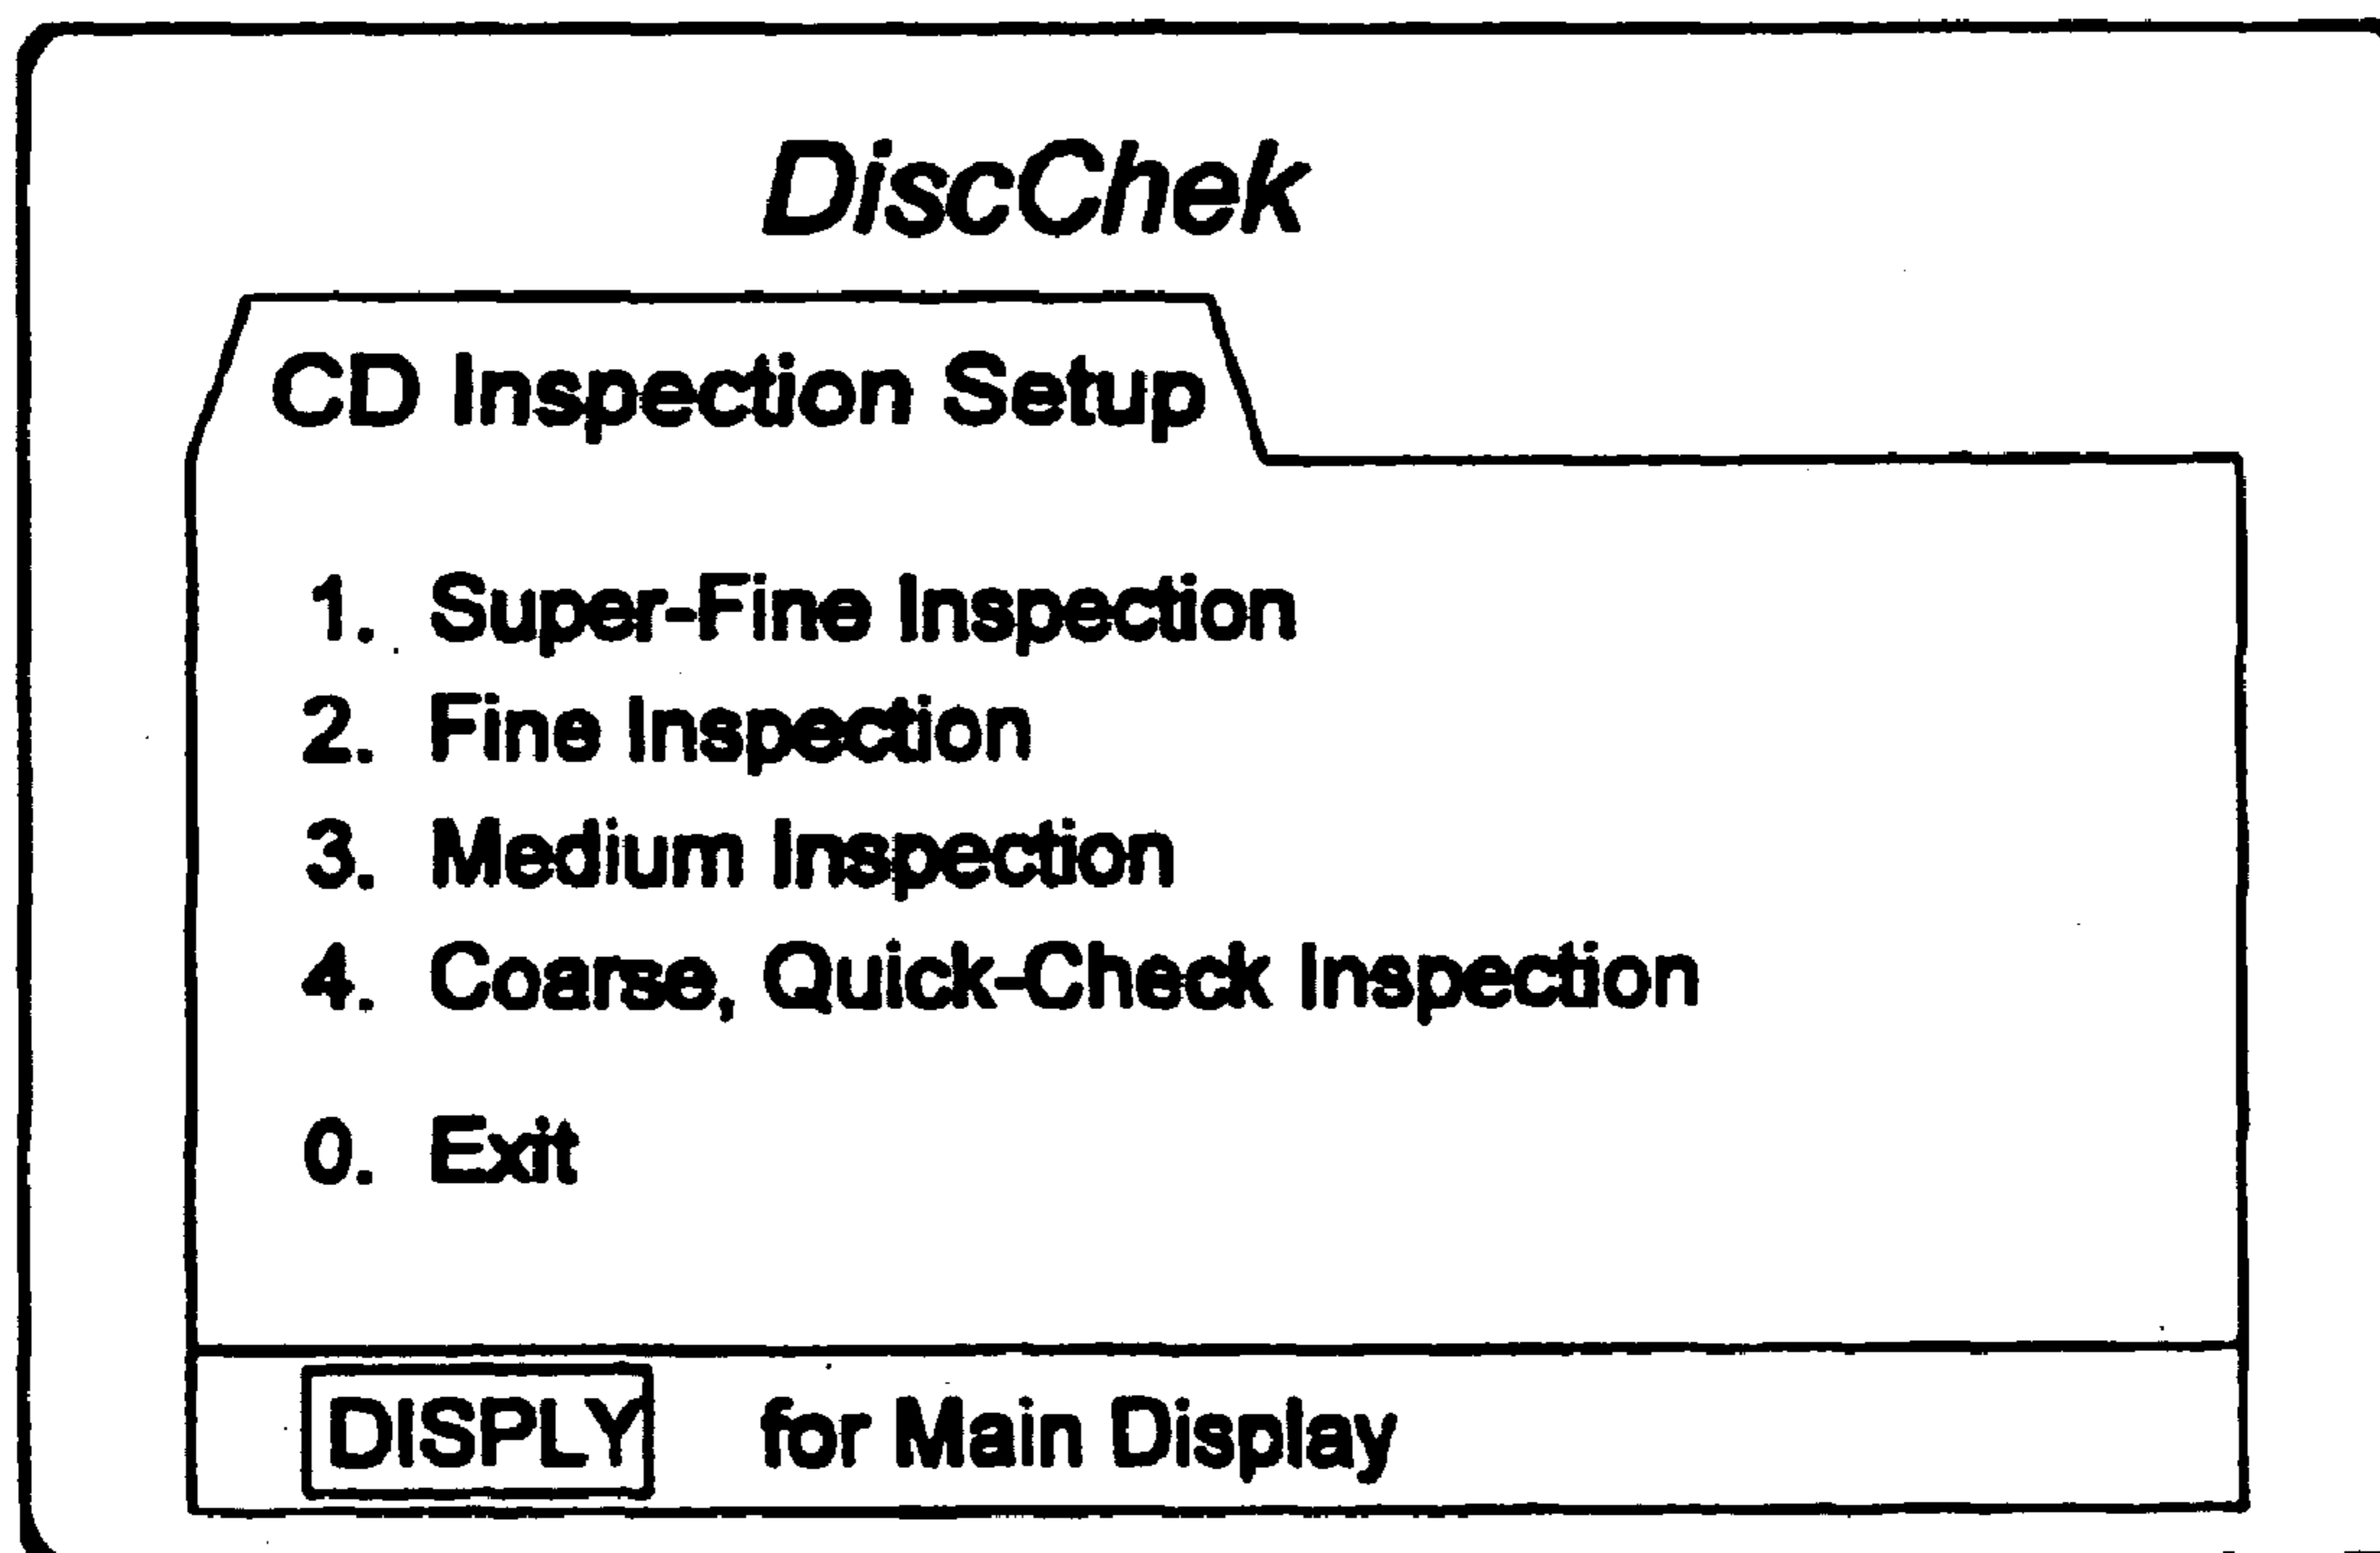 DiscChek
CD Inspection Setup
1. Super-Fine Inspection
2. Fine Inspection
3. Medium Inspection
4. Coarse, Quick-Check Inspection
0. Exit
DISPLY for Main Display